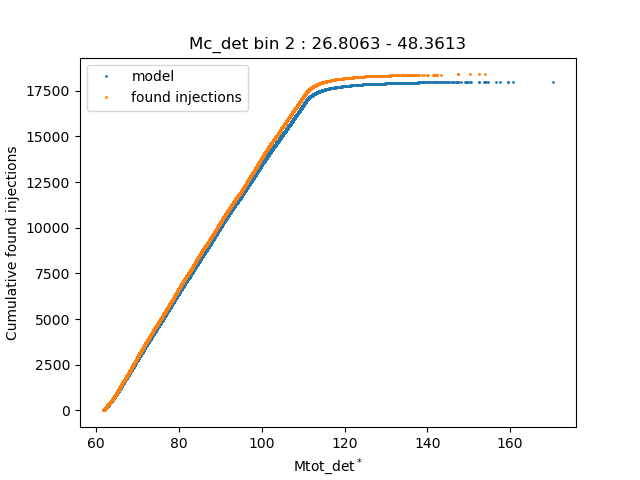 Mc_det bin 2 : 26.8063 - 48.3613
model
found injections
Cumulative found injections
17500
15000
12500
10000
7500
5000
2500
0
60 80 100 120 140 160
Mtot_det*